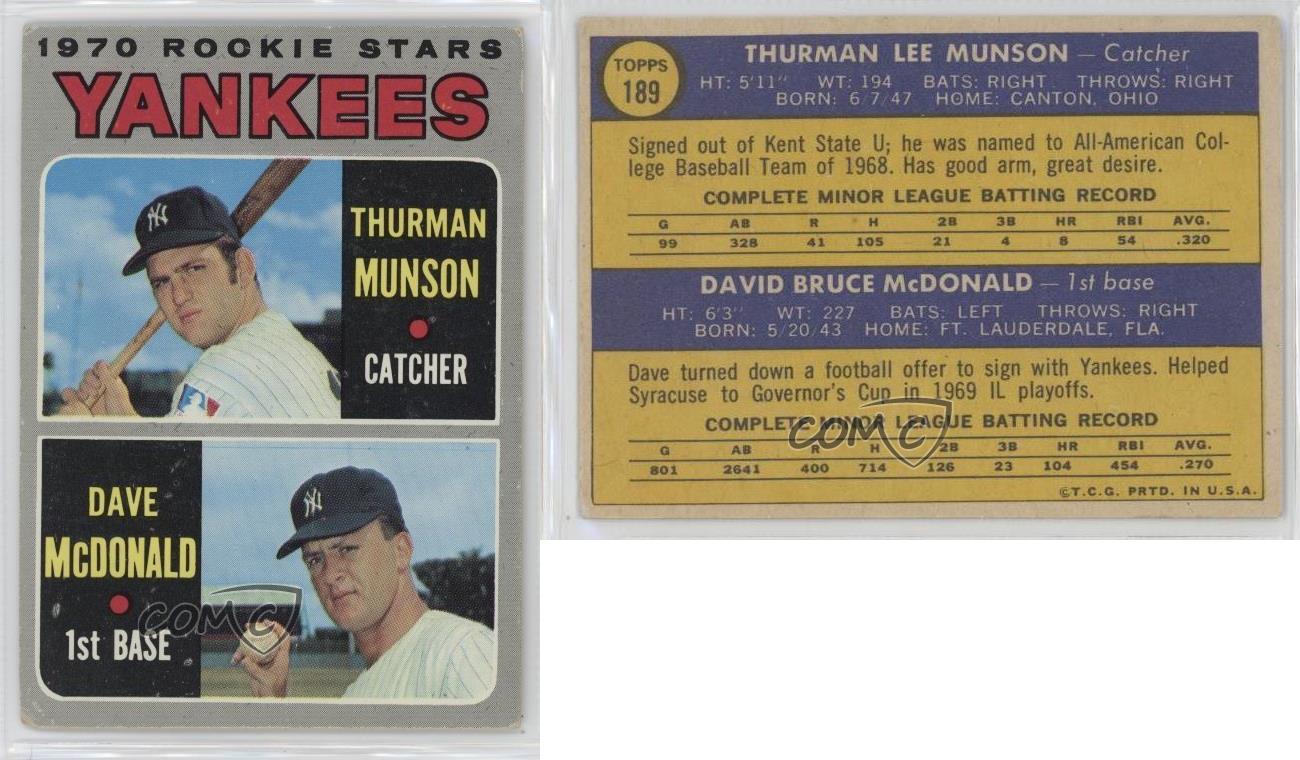 1970 ROOKIE STARS
YANKEES
NY
THURMAN
MUNSON
CATCHER
DAVE
McDONALD
1st BASE
NY
COMC
TOPPS
189
THURMAN LEE MUNSON — Catcher
HT: 5'11" WT: 194 BATS: RIGHT THROWS: RIGHT
BORN: 6/7/47 HOME: CANTON, OHIO
Signed out of Kent State U; he was named to All-American Col-
lege Baseball Team of 1968. Has good arm, great desire.
COMPLETE MINOR LEAGUE BATTING RECORD
G AB R H 2B 3B HR RBI AVG.
99 328 41 105 21 4 8 54 .320
DAVID BRUCE McDONALD — 1st base
HT: 6'3" WT: 227 BATS: LEFT THROWS: RIGHT
BORN: 5/20/43 HOME: FT. LAUDERDALE, FLA.
Dave turned down a football offer to sign with Yankees. Helped
Syracuse to Governor's Cup in 1969 IL playoffs.
COMPLETE MINOR LEAGUE BATTING RECORD
G AB R H 2B 3B HR RBI AVG.
801 2641 400 714 126 23 104 454 .270
COMC
©T.C.G. PRTD. IN U.S.A.